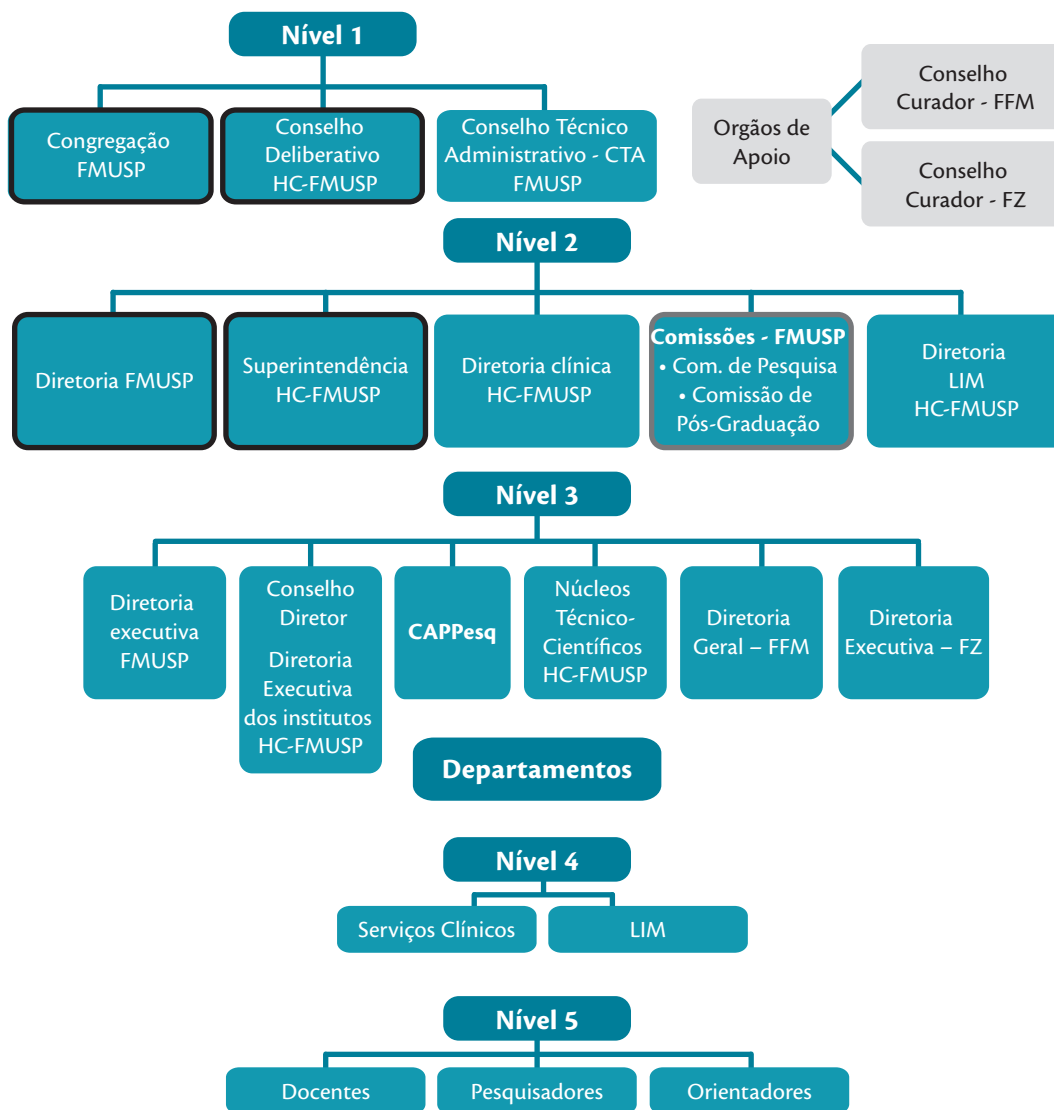 Nível 1
Congregação
FMUSP
Conselho
Deliberativo
HC-FMUSP
Conselho Técnico
Administrativo - CTA
FMUSP
Orgãos de
Apoio
Conselho
Curador - FFM
Conselho
Curador - FZ
Nível 2
Diretoria FMUSP
Superintendência
HC-FMUSP
Diretoria clínica
HC-FMUSP
Comissões - FMUSP
• Com. de Pesquisa
• Comissão de
Pós-Graduação
Diretoria
LIM
HC-FMUSP
Nível 3
Diretoria
executiva
FMUSP
Conselho
Diretor
Diretoria
Executiva
dos institutos
HC-FMUSP
CAPPesq
Núcleos
Técnico-
Científicos
HC-FMUSP
Diretoria
Geral – FFM
Diretoria
Executiva – FZ
Departamentos
Nível 4
Serviços Clínicos
LIM
Nível 5
Docentes
Pesquisadores
Orientadores